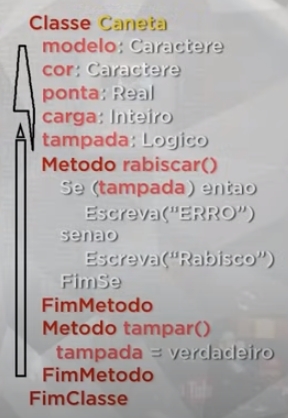 Classe Caneta
modelo: Caractere
cor: Caractere
ponta: Real
carga: Inteiro
tampada: Logico
Metodo rabiscar()
Se (tampada) entao
Escreva("ERRO")
senao
Escreva("Rabisco")
FimSe
FimMetodo
Metodo tampar()
tampada = verdadeiro
FimMetodo
FimClasse